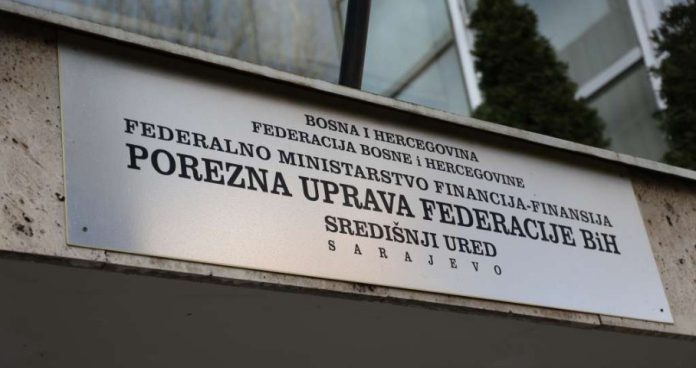 BOSNA I HERCEGOVINA
FEDERACIJA BOSNE i HERCEGOVINE
FEDERALNO MINISTARSTVO FINANCIJA-FINANSIJA
POREZNA UPRAVA FEDERACIJE BiH
SREDIŠNJI URED
SARAJEVO